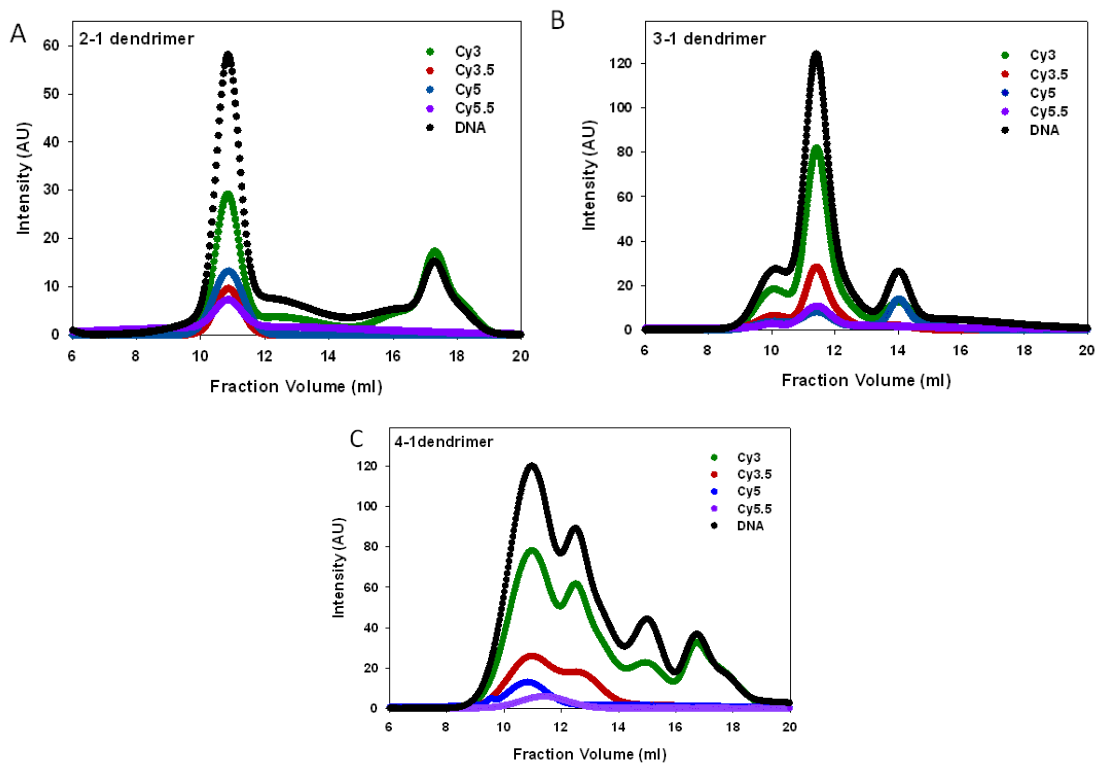 A
2-1 dendrimer
Cy3
Cy3.5
Cy5
Cy5.5
DNA
60
50
40
30
20
10
0
Intensity (AU)
6 8 10 12 14 16 18 20
Fraction Volume (ml)
B
3-1 dendrimer
Cy3
Cy3.5
Cy5
Cy5.5
DNA
120
100
80
60
40
20
0
Intensity (AU)
6 8 10 12 14 16 18 20
Fraction Volume (ml)
C
4-1dendrimer
Cy3
Cy3.5
Cy5
Cy5.5
DNA
120
100
80
60
40
20
0
Intensity (AU)
6 8 10 12 14 16 18 20
Fraction Volume (ml)